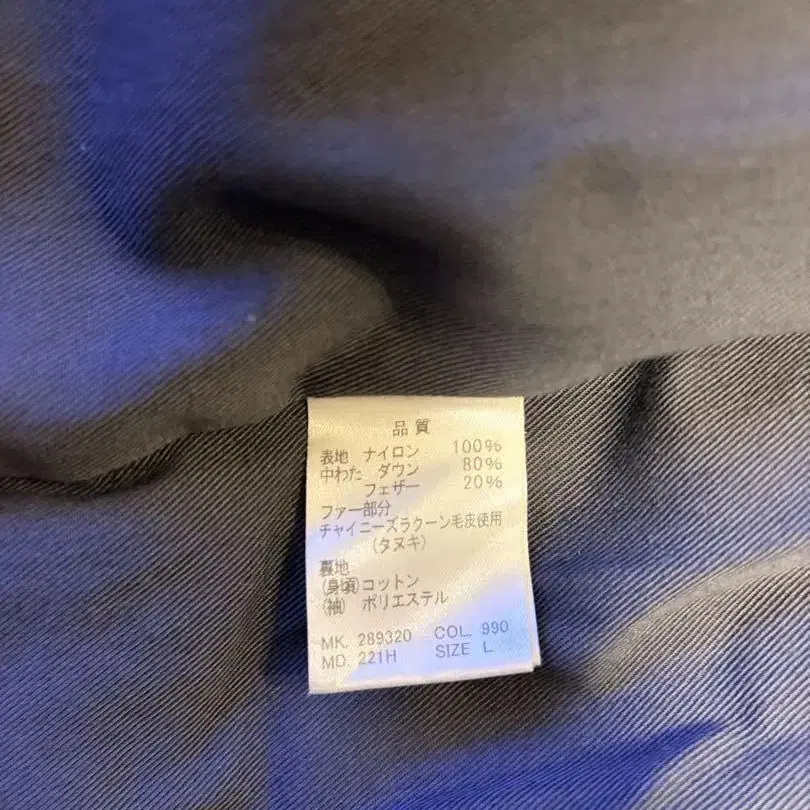 品質
表地 ナイロン 100%
中わた ダウン 80%
フェザー 20%
ファー部分
チャイニーズラクーン毛皮使用
(タヌキ)
裏地
(身頃)コットン
(袖) ポリエステル
MK. 289320 COL. 990
MD. 221H SIZE L